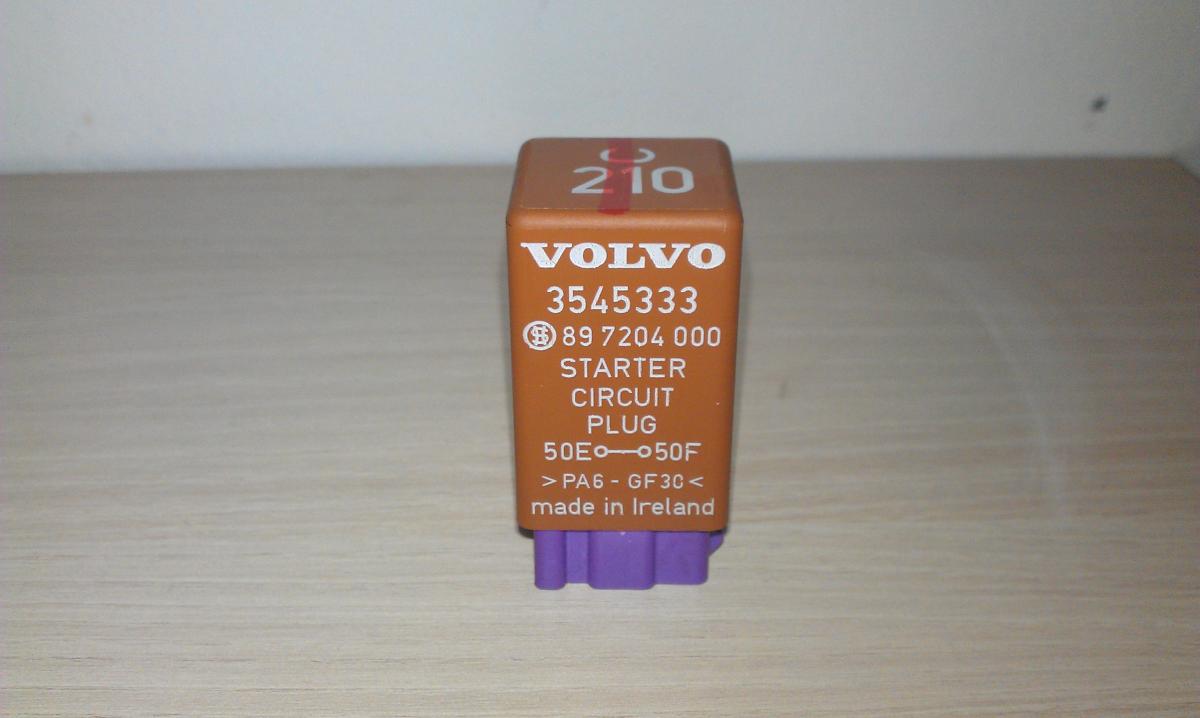 C
210
VOLVO
3545333
89 7204 000
STARTER
CIRCUIT
PLUG
50E 50F
>PA6 - GF30<
made in Ireland